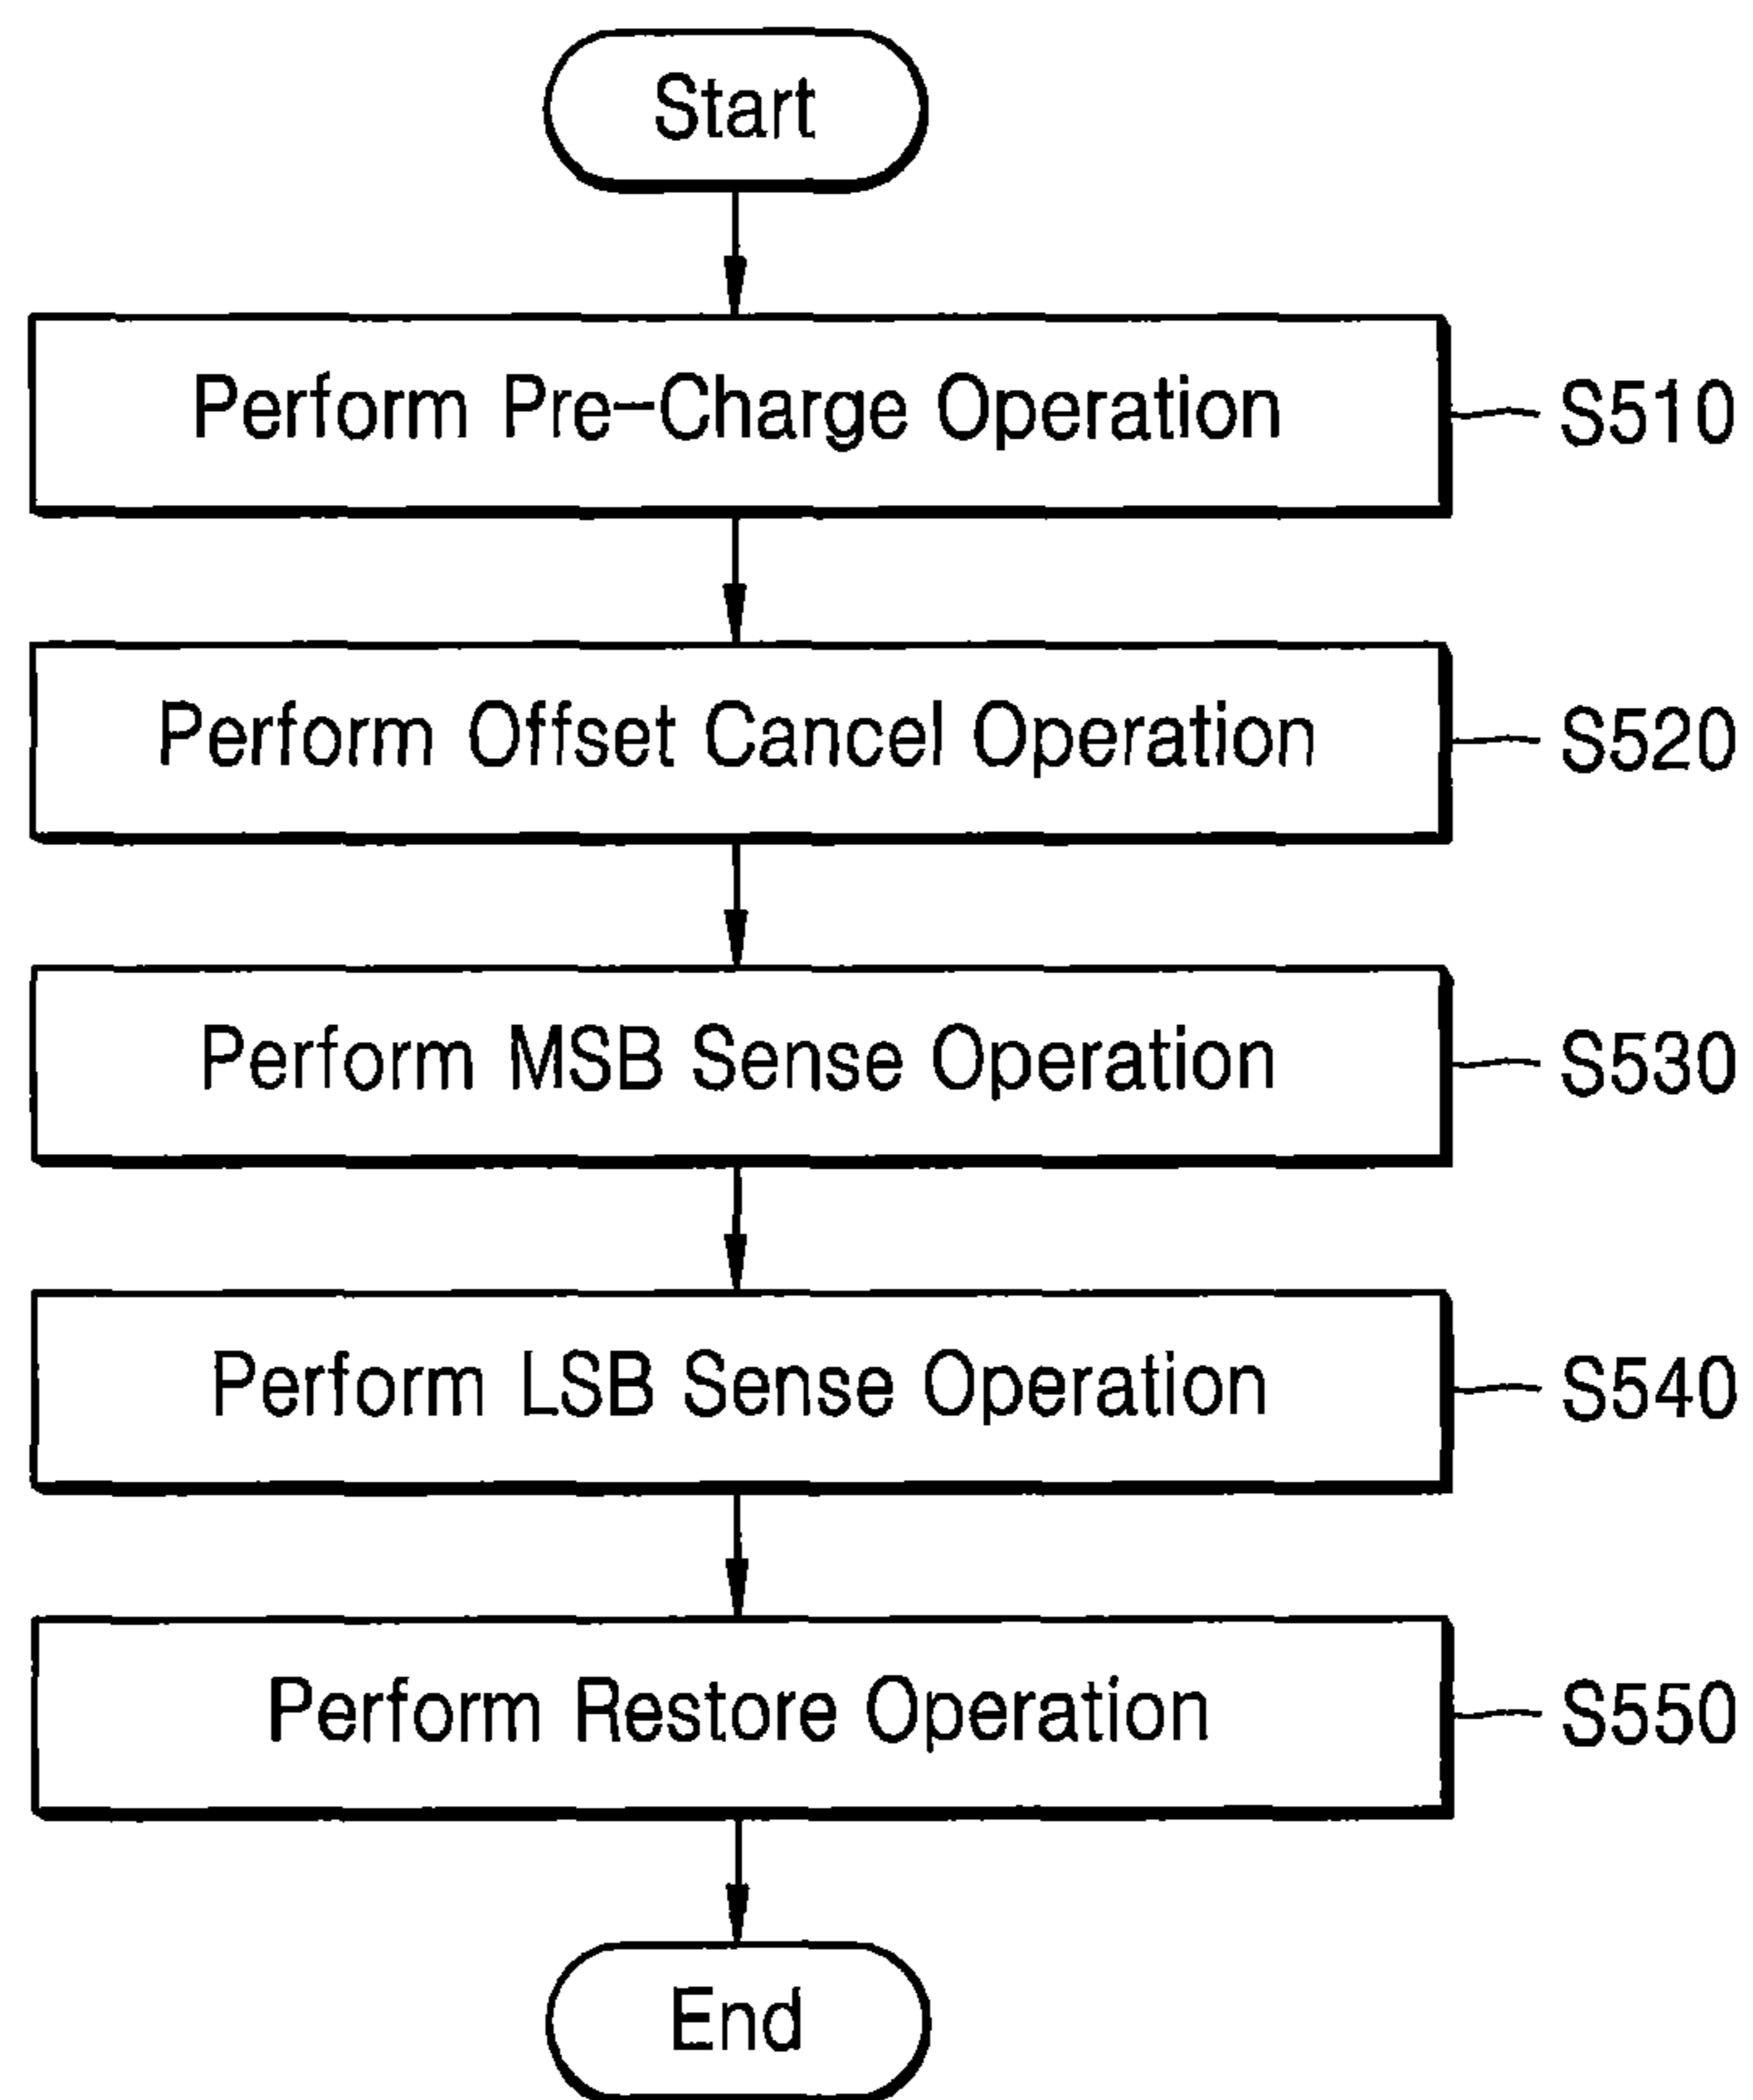 Start
Perform Pre-Charge Operation S510
Perform Offset Cancel Operation S520
Perform MSB Sense Operation S530
Perform LSB Sense Operation S540
Perform Restore Operation S550
End